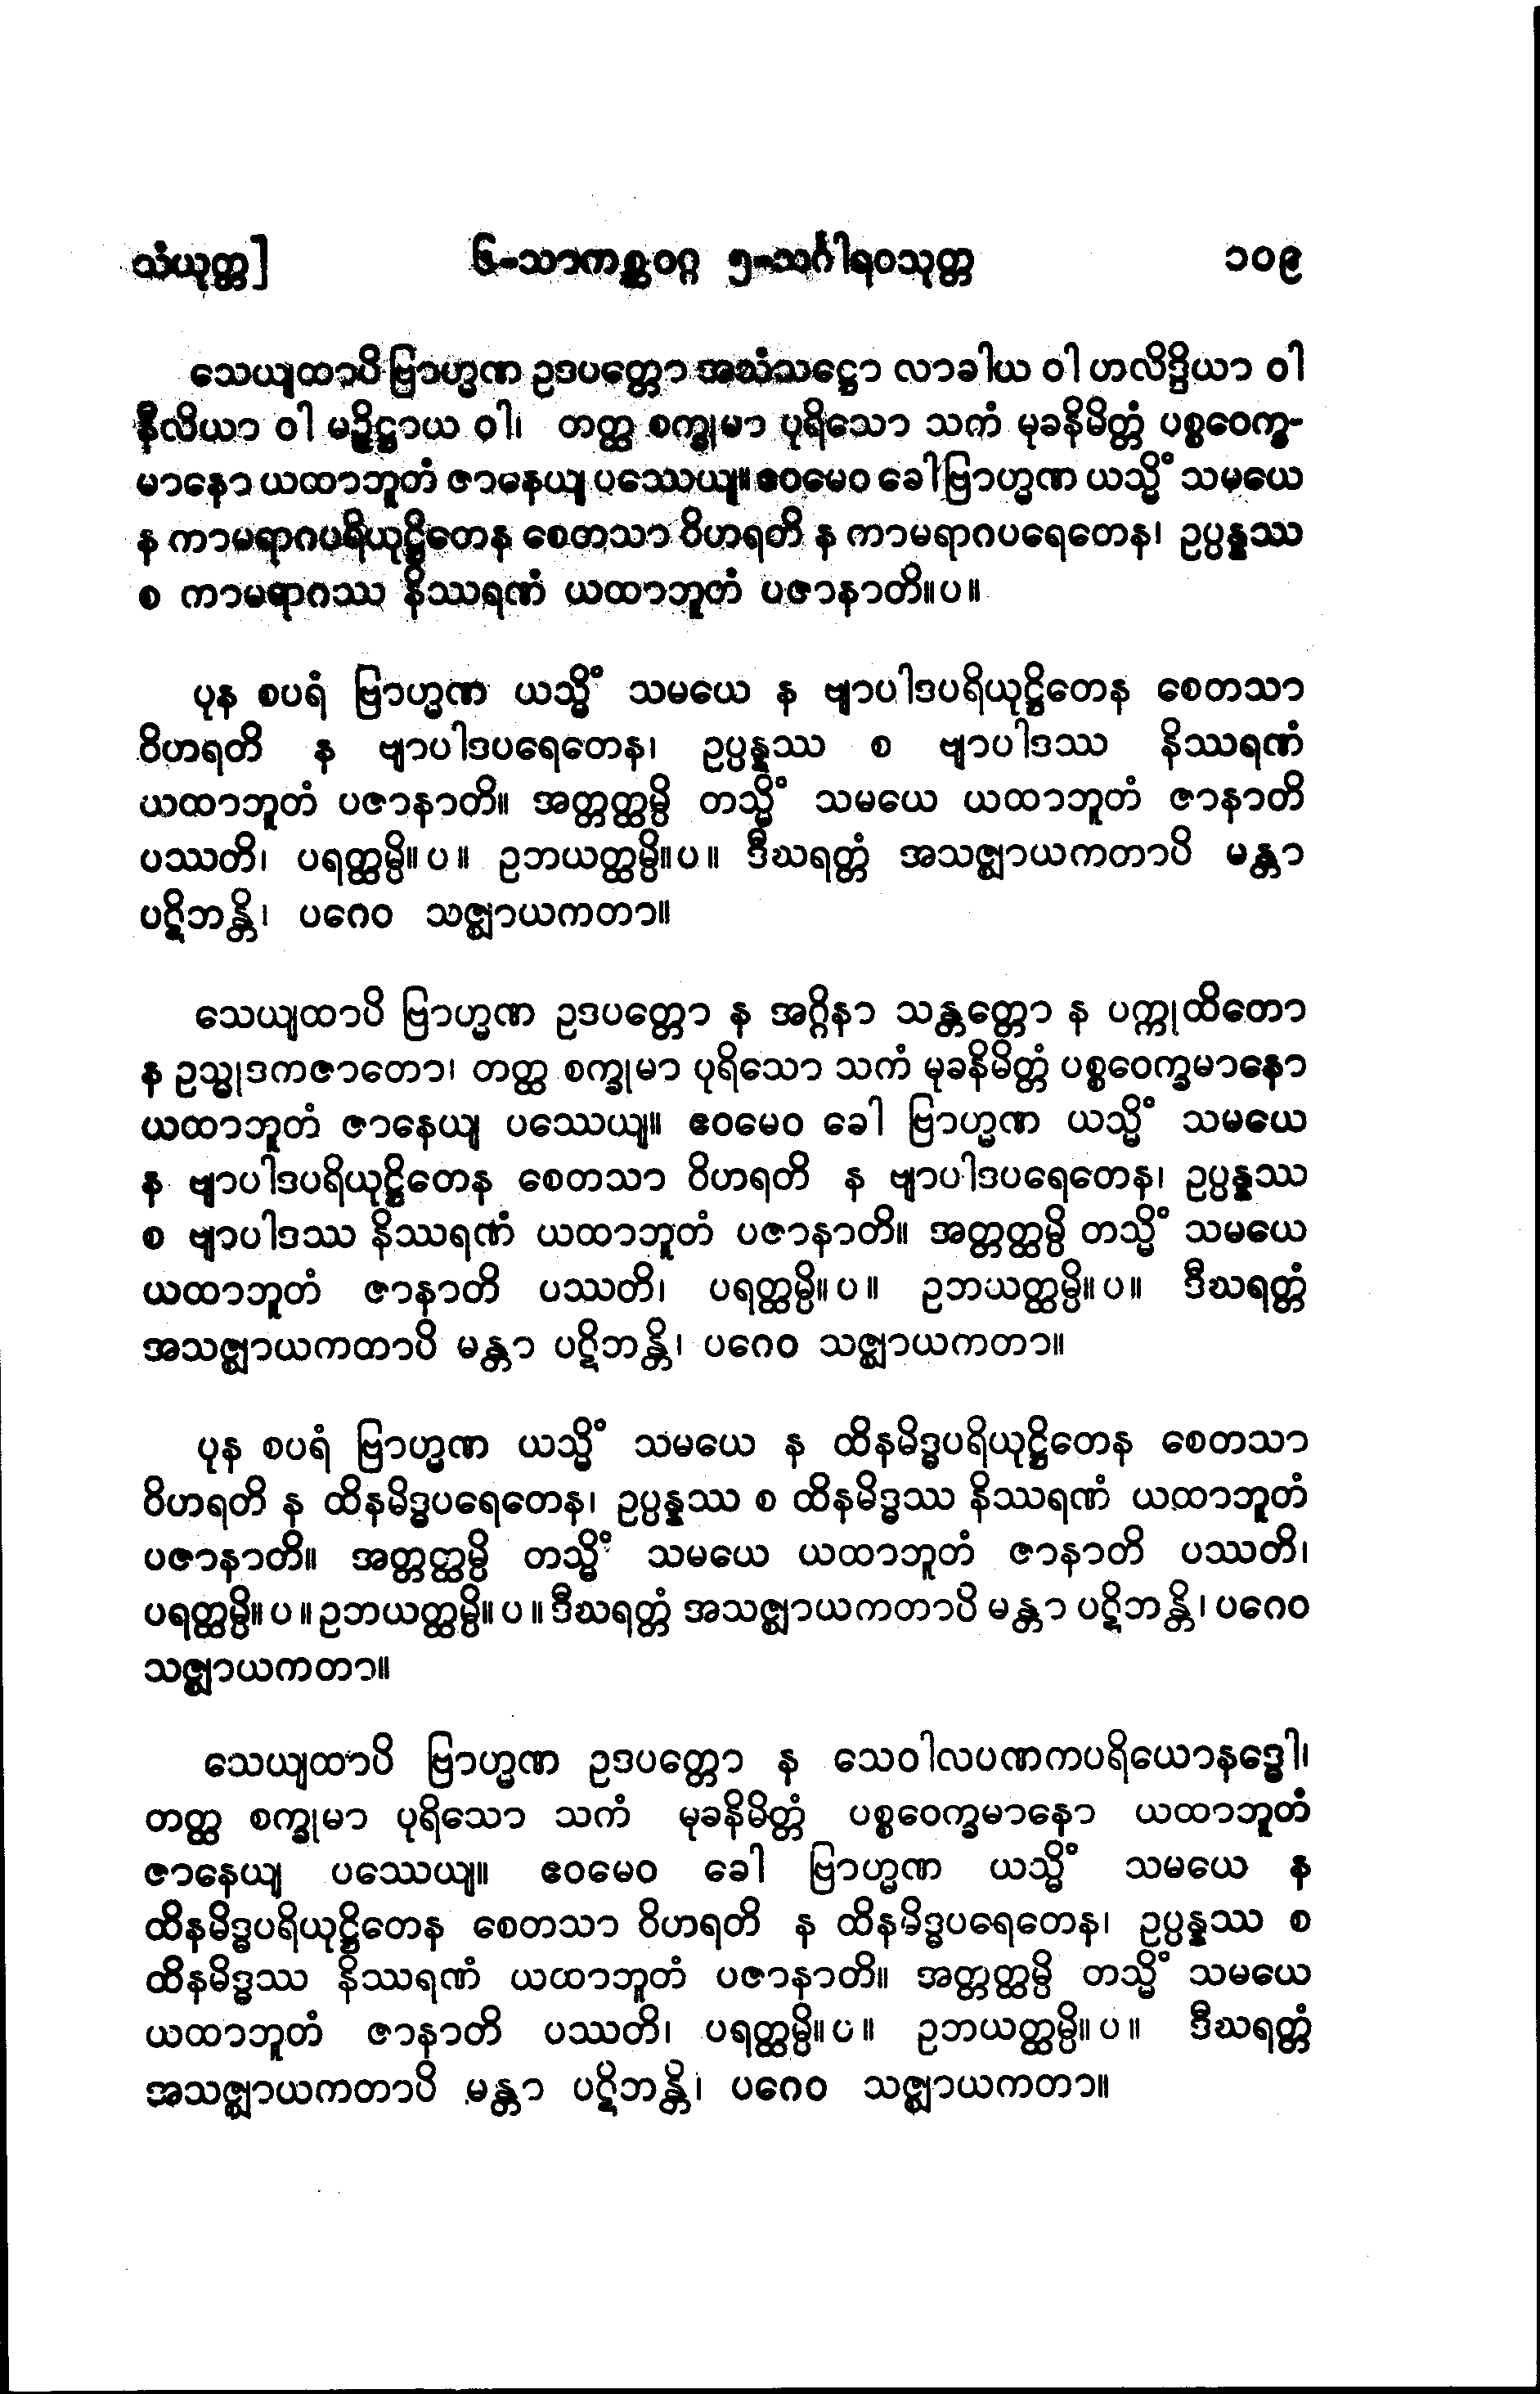 သံယုတ္တ]  ၆-သာကစ္ဆဝဂ္ဂ ၅-သင်္ဂါရဝသုတ္တ  ၁၀၉
သေယျထာပိ ဗြာဟ္မဏ ဥဒပတ္တော အသံသဋ္ဌော လာခါယ ဝါ ဟလိဒ္ဒိယာ ဝါ
နီလိယာ ဝါ မဉ္ဇိဋ္ဌာယ ဝါ၊ တတ္ထ စက္ခုမာ ပုရိသော သကံ မုခနိမိတ္တံ ပစ္စဝေက္ခ-
မာနော ယထာဘူတံ ဇာနေယျ ပဿေယျ။ ဧဝမေဝ ခေါ ဗြာဟ္မဏ ယသ္မိံ သမယေ
န ကာမရာဂပရိယုဋ္ဌိတေန စေတသာ ဝိဟရတိ န ကာမရာဂပရေတေန၊ ဥပ္ပန္နဿ
စ ကာမရာဂဿ နိဿရဏံ ယထာဘူတံ ပဇာနာတိ။ပ။
ပုန စပရံ ဗြာဟ္မဏ ယသ္မိံ သမယေ န ဗျာပါဒပရိယုဋ္ဌိတေန စေတသာ
ဝိဟရတိ န ဗျာပါဒပရေတေန၊ ဥပ္ပန္နဿ စ ဗျာပါဒဿ နိဿရဏံ
ယထာဘူတံ ပဇာနာတိ။ အတ္တတ္ထမ္ပိ တသ္မိံ သမယေ ယထာဘူတံ ဇာနာတိ
ပဿတိ၊ ပရတ္ထမ္ပိ။ပ။ ဥဘယတ္ထမ္ပိ။ပ။ ဒီဃရတ္တံ အသဇ္ဈာယကတာပိ မန္တာ
ပဋိဘန္တိ၊ ပဂေဝ သဇ္ဈာယကတာ။
သေယျထာပိ ဗြာဟ္မဏ ဥဒပတ္တော န အဂ္ဂိနာ သန္တတ္တော န ပက္ကုထိတော
န ဥသ္မုဒကဇာတော၊ တတ္ထ စက္ခုမာ ပုရိသော သကံ မုခနိမိတ္တံ ပစ္စဝေက္ခမာနော
ယထာဘူတံ ဇာနေယျ ပဿေယျ။ ဧဝမေဝ ခေါ ဗြာဟ္မဏ ယသ္မိံ သမယေ
န ဗျာပါဒပရိယုဋ္ဌိတေန စေတသာ ဝိဟရတိ န ဗျာပါဒပရေတေန၊ ဥပ္ပန္နဿ
စ ဗျာပါဒဿ နိဿရဏံ ယထာဘူတံ ပဇာနာတိ။ အတ္တတ္ထမ္ပိ တသ္မိံ သမယေ
ယထာဘူတံ ဇာနာတိ ပဿတိ၊ ပရတ္ထမ္ပိ။ပ။ ဥဘယတ္ထမ္ပိ။ပ။ ဒီဃရတ္တံ
အသဇ္ဈာယကတာပိ မန္တာ ပဋိဘန္တိ၊ ပဂေဝ သဇ္ဈာယကတာ။
ပုန စပရံ ဗြာဟ္မဏ ယသ္မိံ သမယေ န ထိနမိဒ္ဓပရိယုဋ္ဌိတေန စေတသာ
ဝိဟရတိ န ထိနမိဒ္ဓပရေတေန၊ ဥပ္ပန္နဿ စ ထိနမိဒ္ဓဿ နိဿရဏံ ယထာဘူတံ
ပဇာနာတိ။ အတ္တတ္ထမ္ပိ တသ္မိံ သမယေ ယထာဘူတံ ဇာနာတိ ပဿတိ၊
ပရတ္ထမ္ပိ။ပ။ ဥဘယတ္ထမ္ပိ။ပ။ ဒီဃရတ္တံ အသဇ္ဈာယကတာပိ မန္တာ ပဋိဘန္တိ၊ ပဂေဝ
သဇ္ဈာယကတာ။
သေယျထာပိ ဗြာဟ္မဏ ဥဒပတ္တော န သေဝါလပဏကပရိယောနဒ္ဓေါ၊
တတ္ထ စက္ခုမာ ပုရိသော သကံ မုခနိမိတ္တံ ပစ္စဝေက္ခမာနော ယထာဘူတံ
ဇာနေယျ ပဿေယျ။ ဧဝမေဝ ခေါ ဗြာဟ္မဏ ယသ္မိံ သမယေ န
ထိနမိဒ္ဓပရိယုဋ္ဌိတေန စေတသာ ဝိဟရတိ န ထိနမိဒ္ဓပရေတေန၊ ဥပ္ပန္နဿ စ
ထိနမိဒ္ဓဿ နိဿရဏံ ယထာဘူတံ ပဇာနာတိ။ အတ္တတ္ထမ္ပိ တသ္မိံ သမယေ
ယထာဘူတံ ဇာနာတိ ပဿတိ၊ ပရတ္ထမ္ပိ။ပ။ ဥဘယတ္ထမ္ပိ။ပ။ ဒီဃရတ္တံ
အသဇ္ဈာယကတာပိ မန္တာ ပဋိဘန္တိ၊ ပဂေဝ သဇ္ဈာယကတာ။